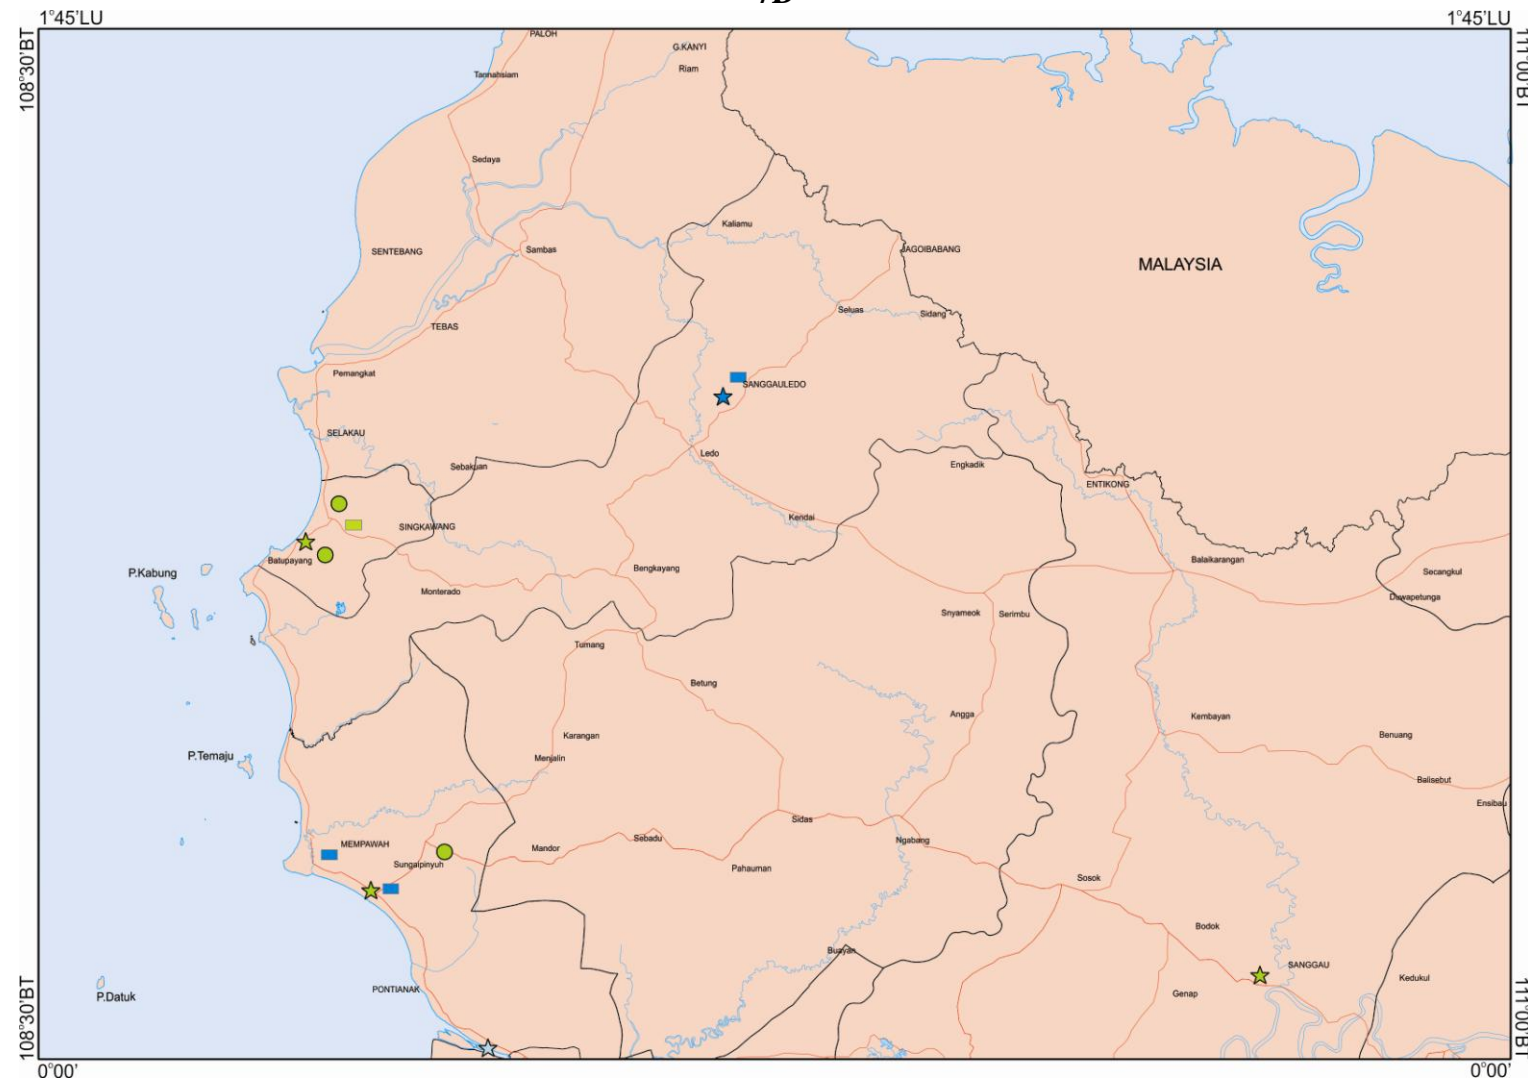 1°45'LU
1°45'LU
108°30'BT
111°00'BT
PALOH
G.KANYI
Riam
Tannahsiam
Sedaya
Kaliamu
SENTEBANG
Sambas
JAGOIBABANG
MALAYSIA
Seluas
Sidang
TEBAS
Pemangkat
SANGGAULEDO
SELAKAU
Sebakuan
Ledo
Engkadik
ENTIKONG
SINGKAWANG
Kendai
Batupayang
Balaikarangan
P.Kabung
Bengkayang
Secangkul
Monterado
Dawapetunga
Snyameok
Serimbu
Tumang
Betung
Angga
Kembayan
Karangan
Benuang
P.Temaju
Menjalin
Balisebut
Ensibau
Sidas
MEMPAWAH
Sebadu
Ngabang
Mandor
Sungaipinyuh
Pahauman
Sosok
Bodok
Buayan
SANGGAU
Kedukul
PONTIANAK
P.Datuk
Genap
108°30'BT
111°00'BT
0°00'
0°00'